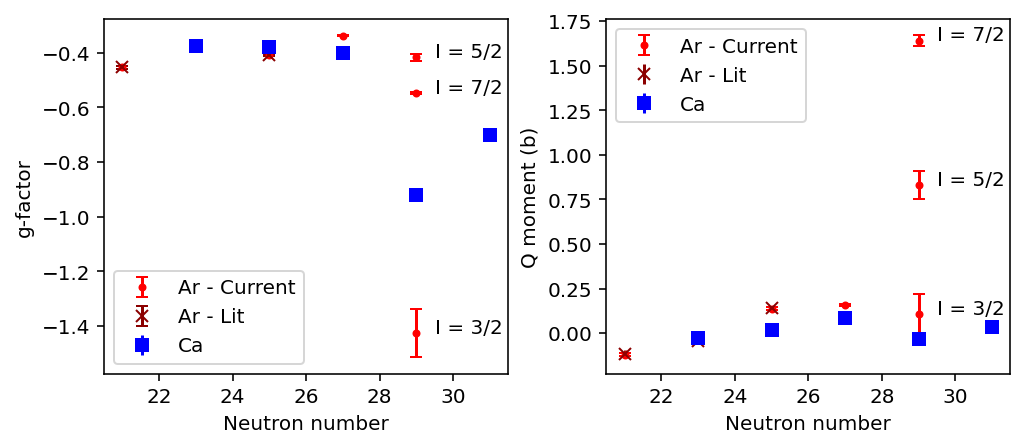 −0.4
−0.6
−0.8
−1.0
−1.2
−1.4
g-factor
I = 5/2
I = 7/2
I = 3/2
Ar - Current
Ar - Lit
Ca
22
24
26
28
30
Neutron number
1.75
1.50
1.25
1.00
0.75
0.50
0.25
0.00
Q moment (b)
Ar - Current
Ar - Lit
Ca
I = 7/2
I = 5/2
I = 3/2
22
24
26
28
30
Neutron number